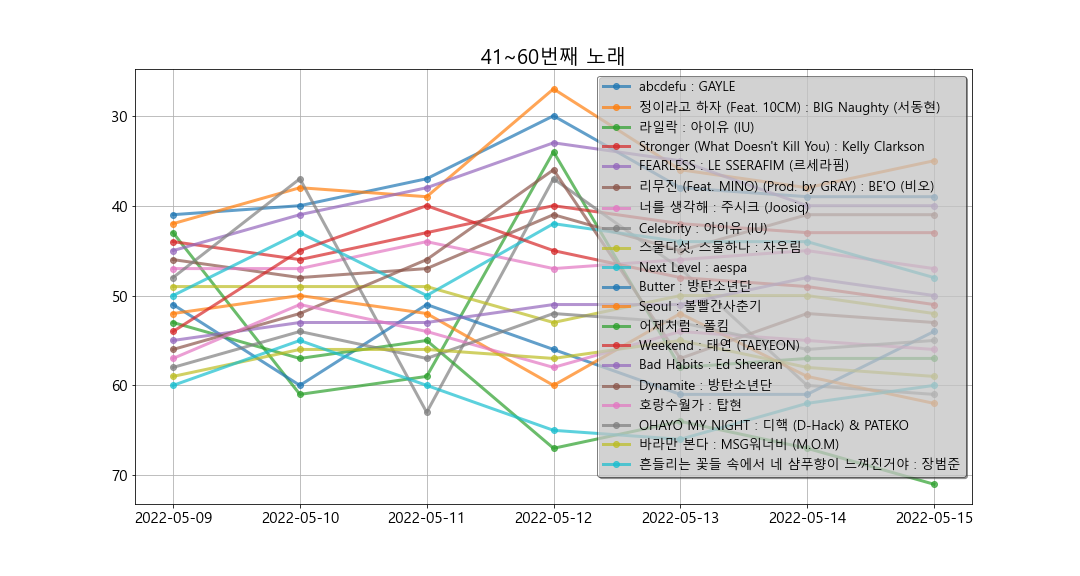 41~60번째 노래
30
40
50
60
70
abcdefu : GAYLE
정이라고 하자 (Feat. 10CM) : BIG Naughty (서동현)
라일락 : 아이유 (IU)
Stronger (What Doesn't Kill You) : Kelly Clarkson
FEARLESS : LE SSERAFIM (르세라핌)
리무진 (Feat. MINO) (Prod. by GRAY) : BE'O (비오)
너를 생각해 : 주시크 (Joosiq)
Celebrity : 아이유 (IU)
스물다섯, 스물하나 : 자우림
Next Level : aespa
Butter : 방탄소년단
Seoul : 볼빨간사춘기
어제처럼 : 폴킴
Weekend : 태연 (TAEYEON)
Bad Habits : Ed Sheeran
Dynamite : 방탄소년단
호랑수월가 : 탑현
OHAYO MY NIGHT : 디핵 (D-Hack) & PATEKO
바라만 본다 : MSG워너비 (M.O.M)
흔들리는 꽃들 속에서 네 샴푸향이 느껴진거야 : 장범준
2022-05-09 2022-05-10 2022-05-11 2022-05-12 2022-05-13 2022-05-14 2022-05-15